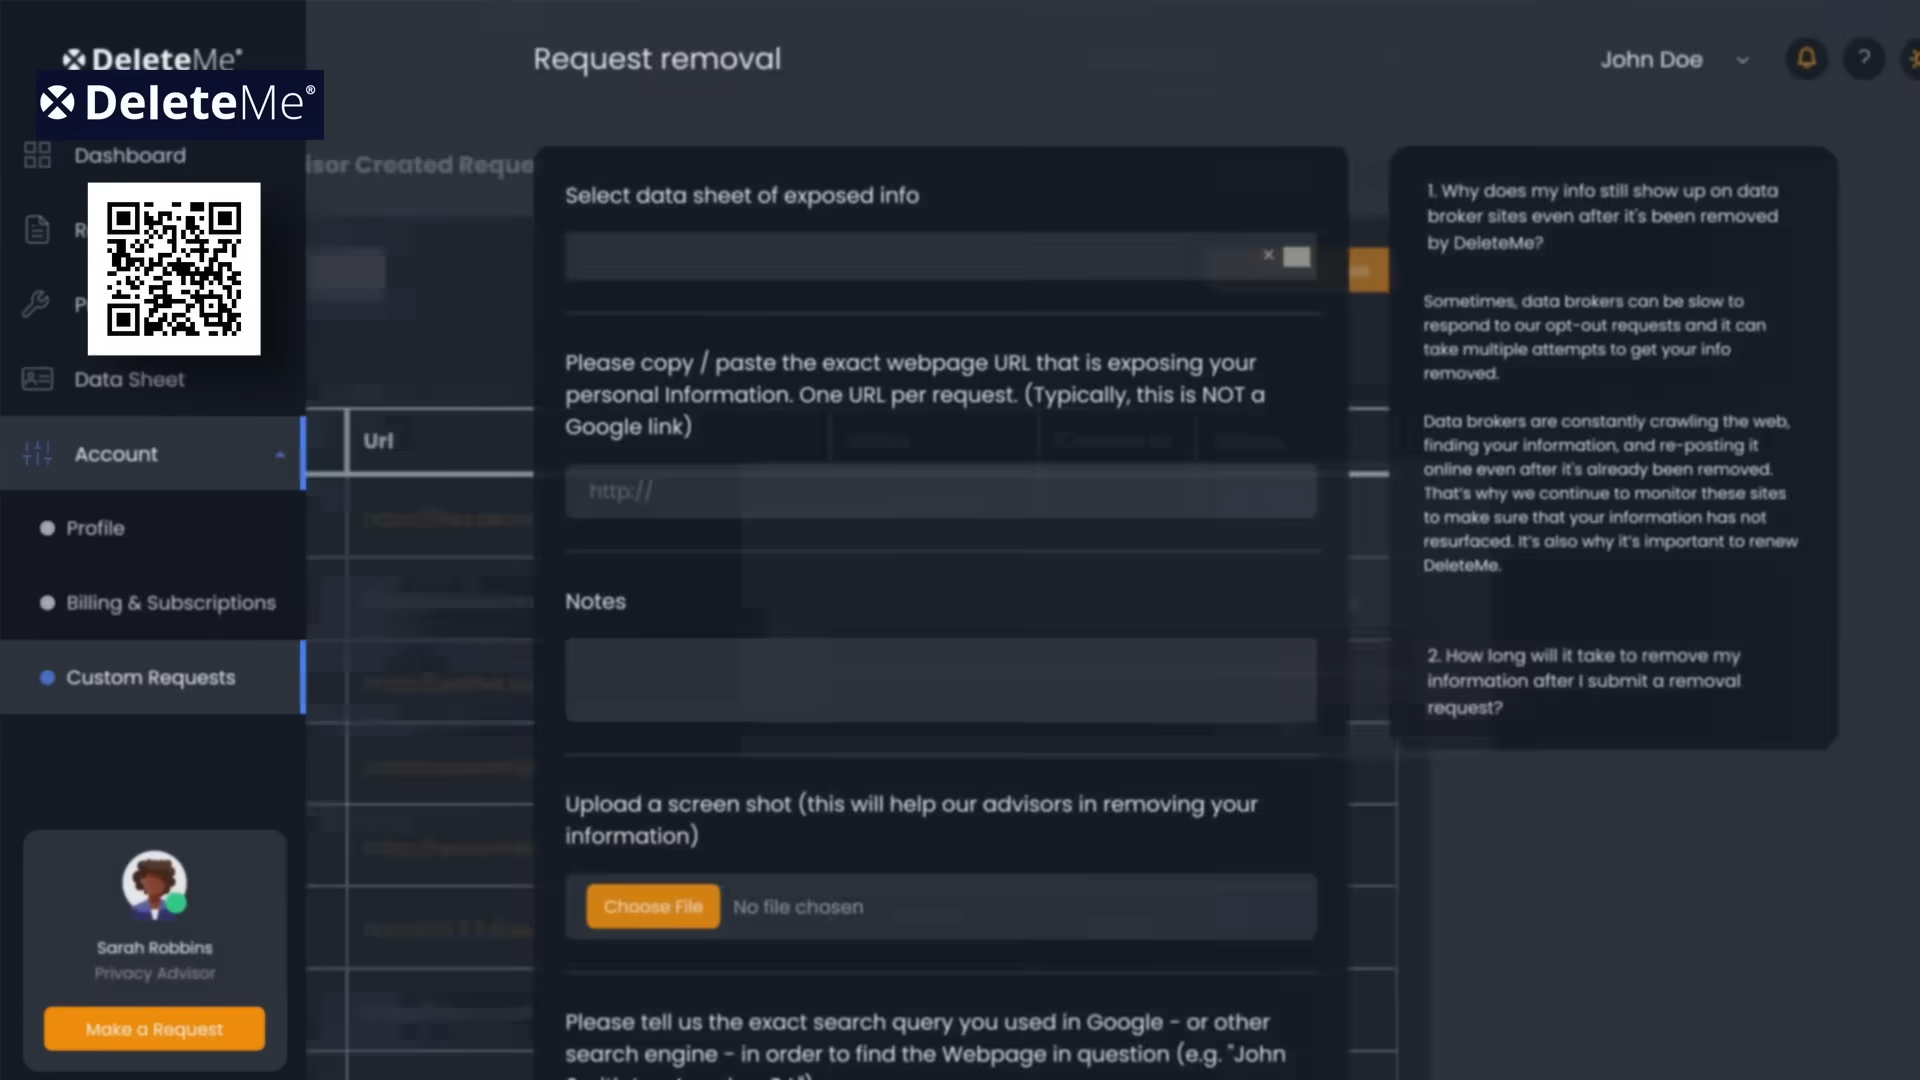 DeleteMe®
Request removal
John Doe
?
DeleteMe®
Dashboard
isor Created Reque
Data Sheet
Account
Profile
Billing & Subscriptions
Custom Requests
Sarah Robbins
Privacy Advisor
Make a Request
Url
Select data sheet of exposed info
Please copy / paste the exact webpage URL that is exposing your
personal Information. One URL per request. (Typically, this is NOT a
Google link)
http://
Notes
Upload a screen shot (this will help our advisors in removing your
information)
Choose File No file chosen
Please tell us the exact search query you used in Google - or other
search engine - in order to find the Webpage in question (e.g. "John
1. Why does my info still show up on data
broker sites even after it's been removed
by DeleteMe?
Sometimes, data brokers can be slow to
respond to our opt-out requests and it can
take multiple attempts to get your info
removed.
Data brokers are constantly crawling the web,
finding your information, and re-posting it
online even after it's already been removed.
That's why we continue to monitor these sites
to make sure that your information has not
resurfaced. It's also why it's important to renew
DeleteMe.
2. How long will it take to remove my
information after I submit a removal
request?